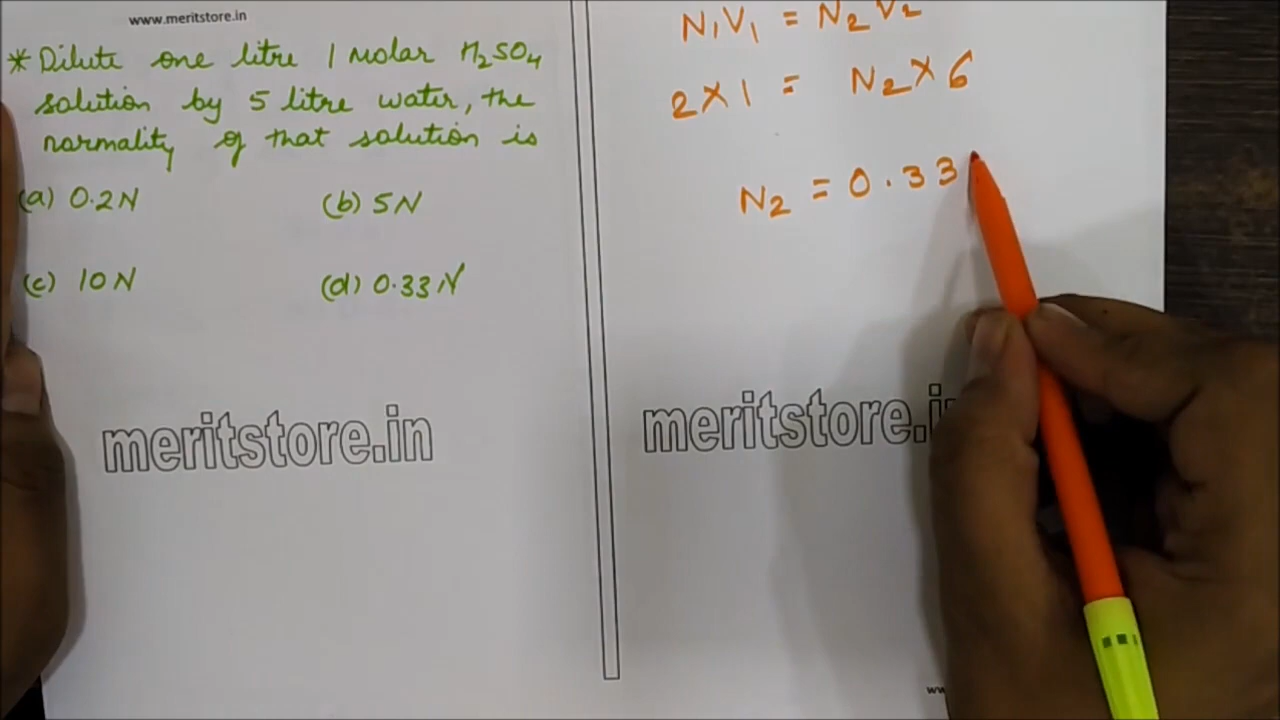 www.meritstore.in
* Dilute one litre 1 molar H₂SO₄
solution by 5 litre water, the
normality of that solution is
(a) 0.2N (b) 5N
(c) 10N (d) 0.33N
N₁V₁ = N₂V₂
2×1 = N₂×6
N₂ = 0.33
meritstore.in
meritstore.i